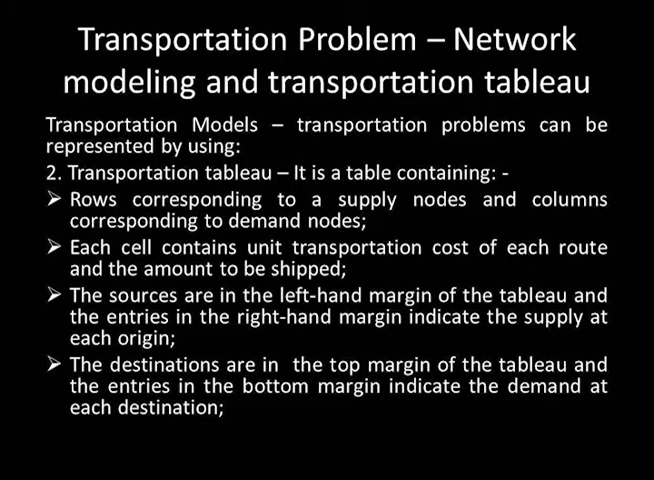 Transportation Problem – Network
modeling and transportation tableau
Transportation Models – transportation problems can be
represented by using:
2. Transportation tableau – It is a table containing: -
➢ Rows corresponding to a supply nodes and columns
corresponding to demand nodes;
➢ Each cell contains unit transportation cost of each route
and the amount to be shipped;
➢ The sources are in the left-hand margin of the tableau and
the entries in the right-hand margin indicate the supply at
each origin;
➢ The destinations are in the top margin of the tableau and
the entries in the bottom margin indicate the demand at
each destination;